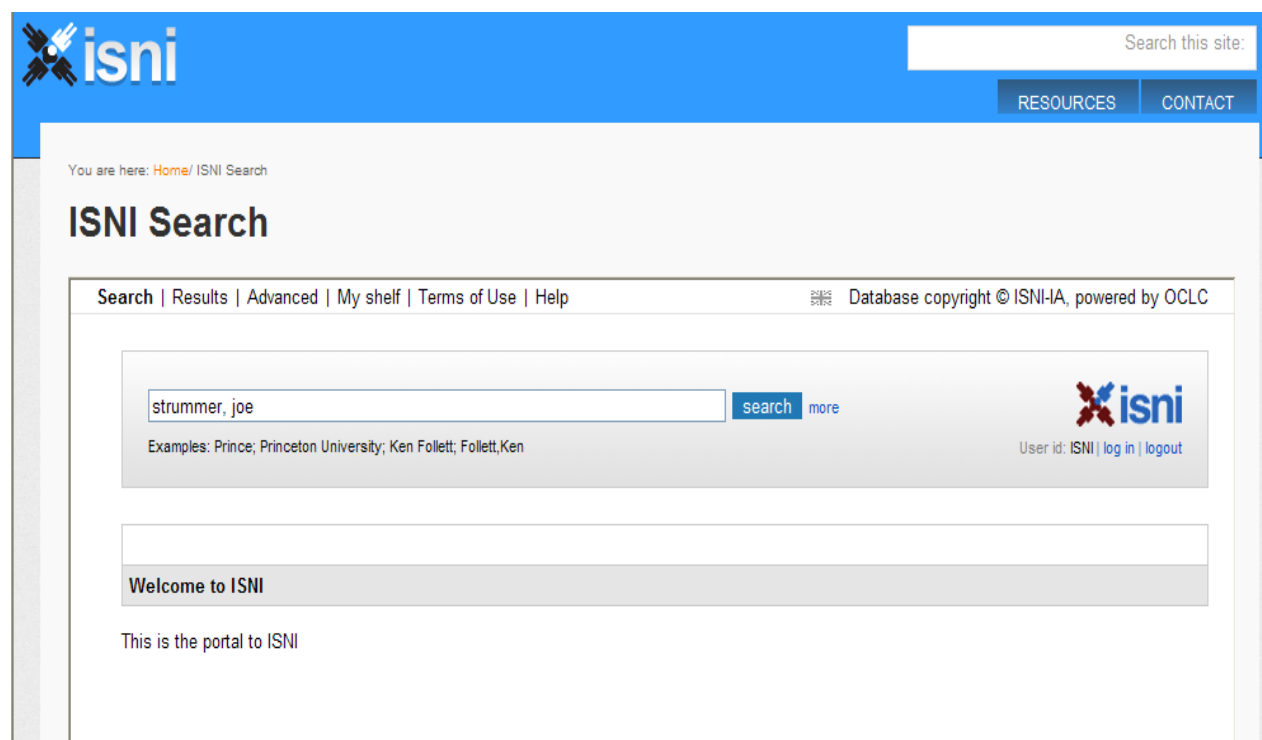 isni
Search this site:
RESOURCES CONTACT
You are here: Home/ ISNI Search
ISNI Search
Search | Results | Advanced | My shelf | Terms of Use | Help Database copyright © ISNI-IA, powered by OCLC
strummer, joe search more
isni
Examples: Prince; Princeton University; Ken Follett; Follett,Ken
User id: ISNI | log in | logout
Welcome to ISNI
This is the portal to ISNI